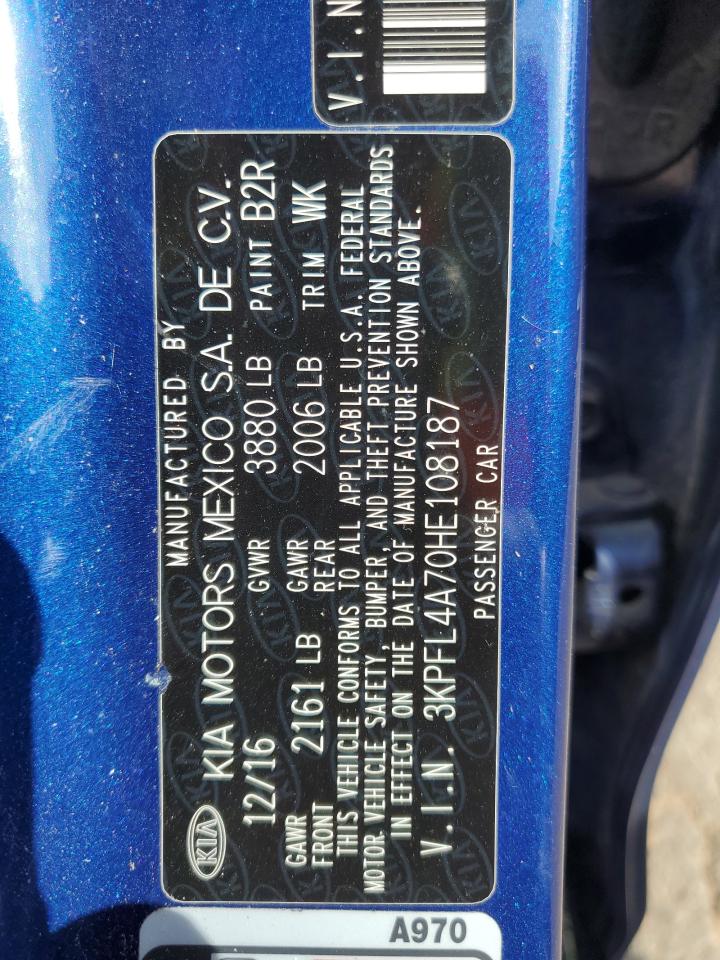 V.I.N
MANUFACTURED BY
KIA KIA MOTORS MEXICO S.A. DE C.V.
12/16 GVWR 3880 LB PAINT B2R
GAWR FRONT 2161 LB GAWR REAR 2006 LB TRIM WK
THIS VEHICLE CONFORMS TO ALL APPLICABLE U.S.A. FEDERAL
MOTOR VEHICLE SAFETY, BUMPER, AND THEFT PREVENTION STANDARDS
IN EFFECT ON THE DATE OF MANUFACTURE SHOWN ABOVE.
V.I.N. 3KPFL4A70HE108187
PASSENGER CAR
A970